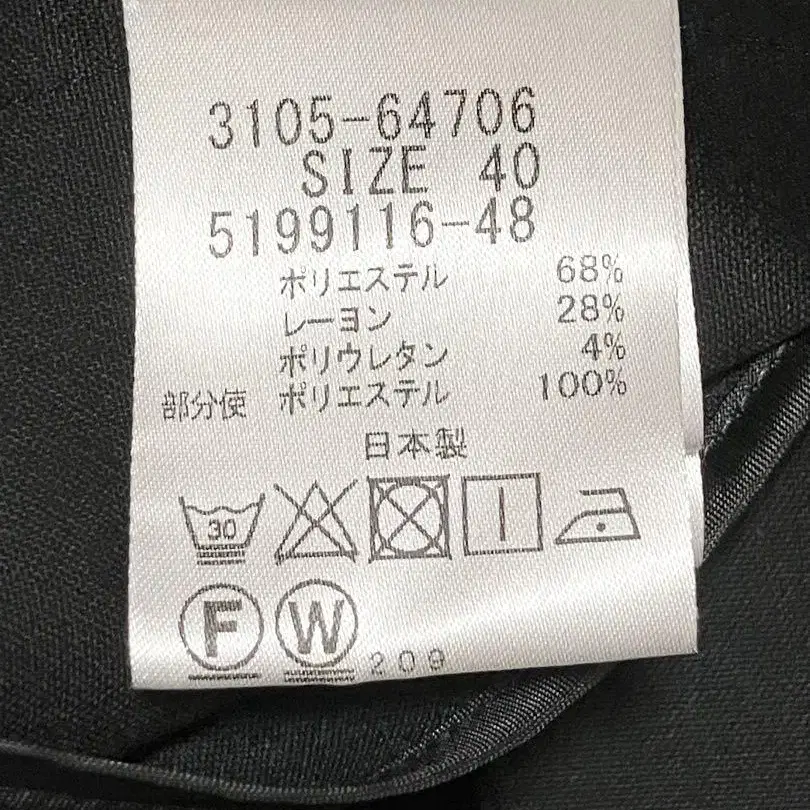 3105-64706
SIZE 40
5199116-48
ポリエステル 68%
レーヨン 28%
ポリウレタン 4%
部分使 ポリエステル 100%
日本製
30
F W 209